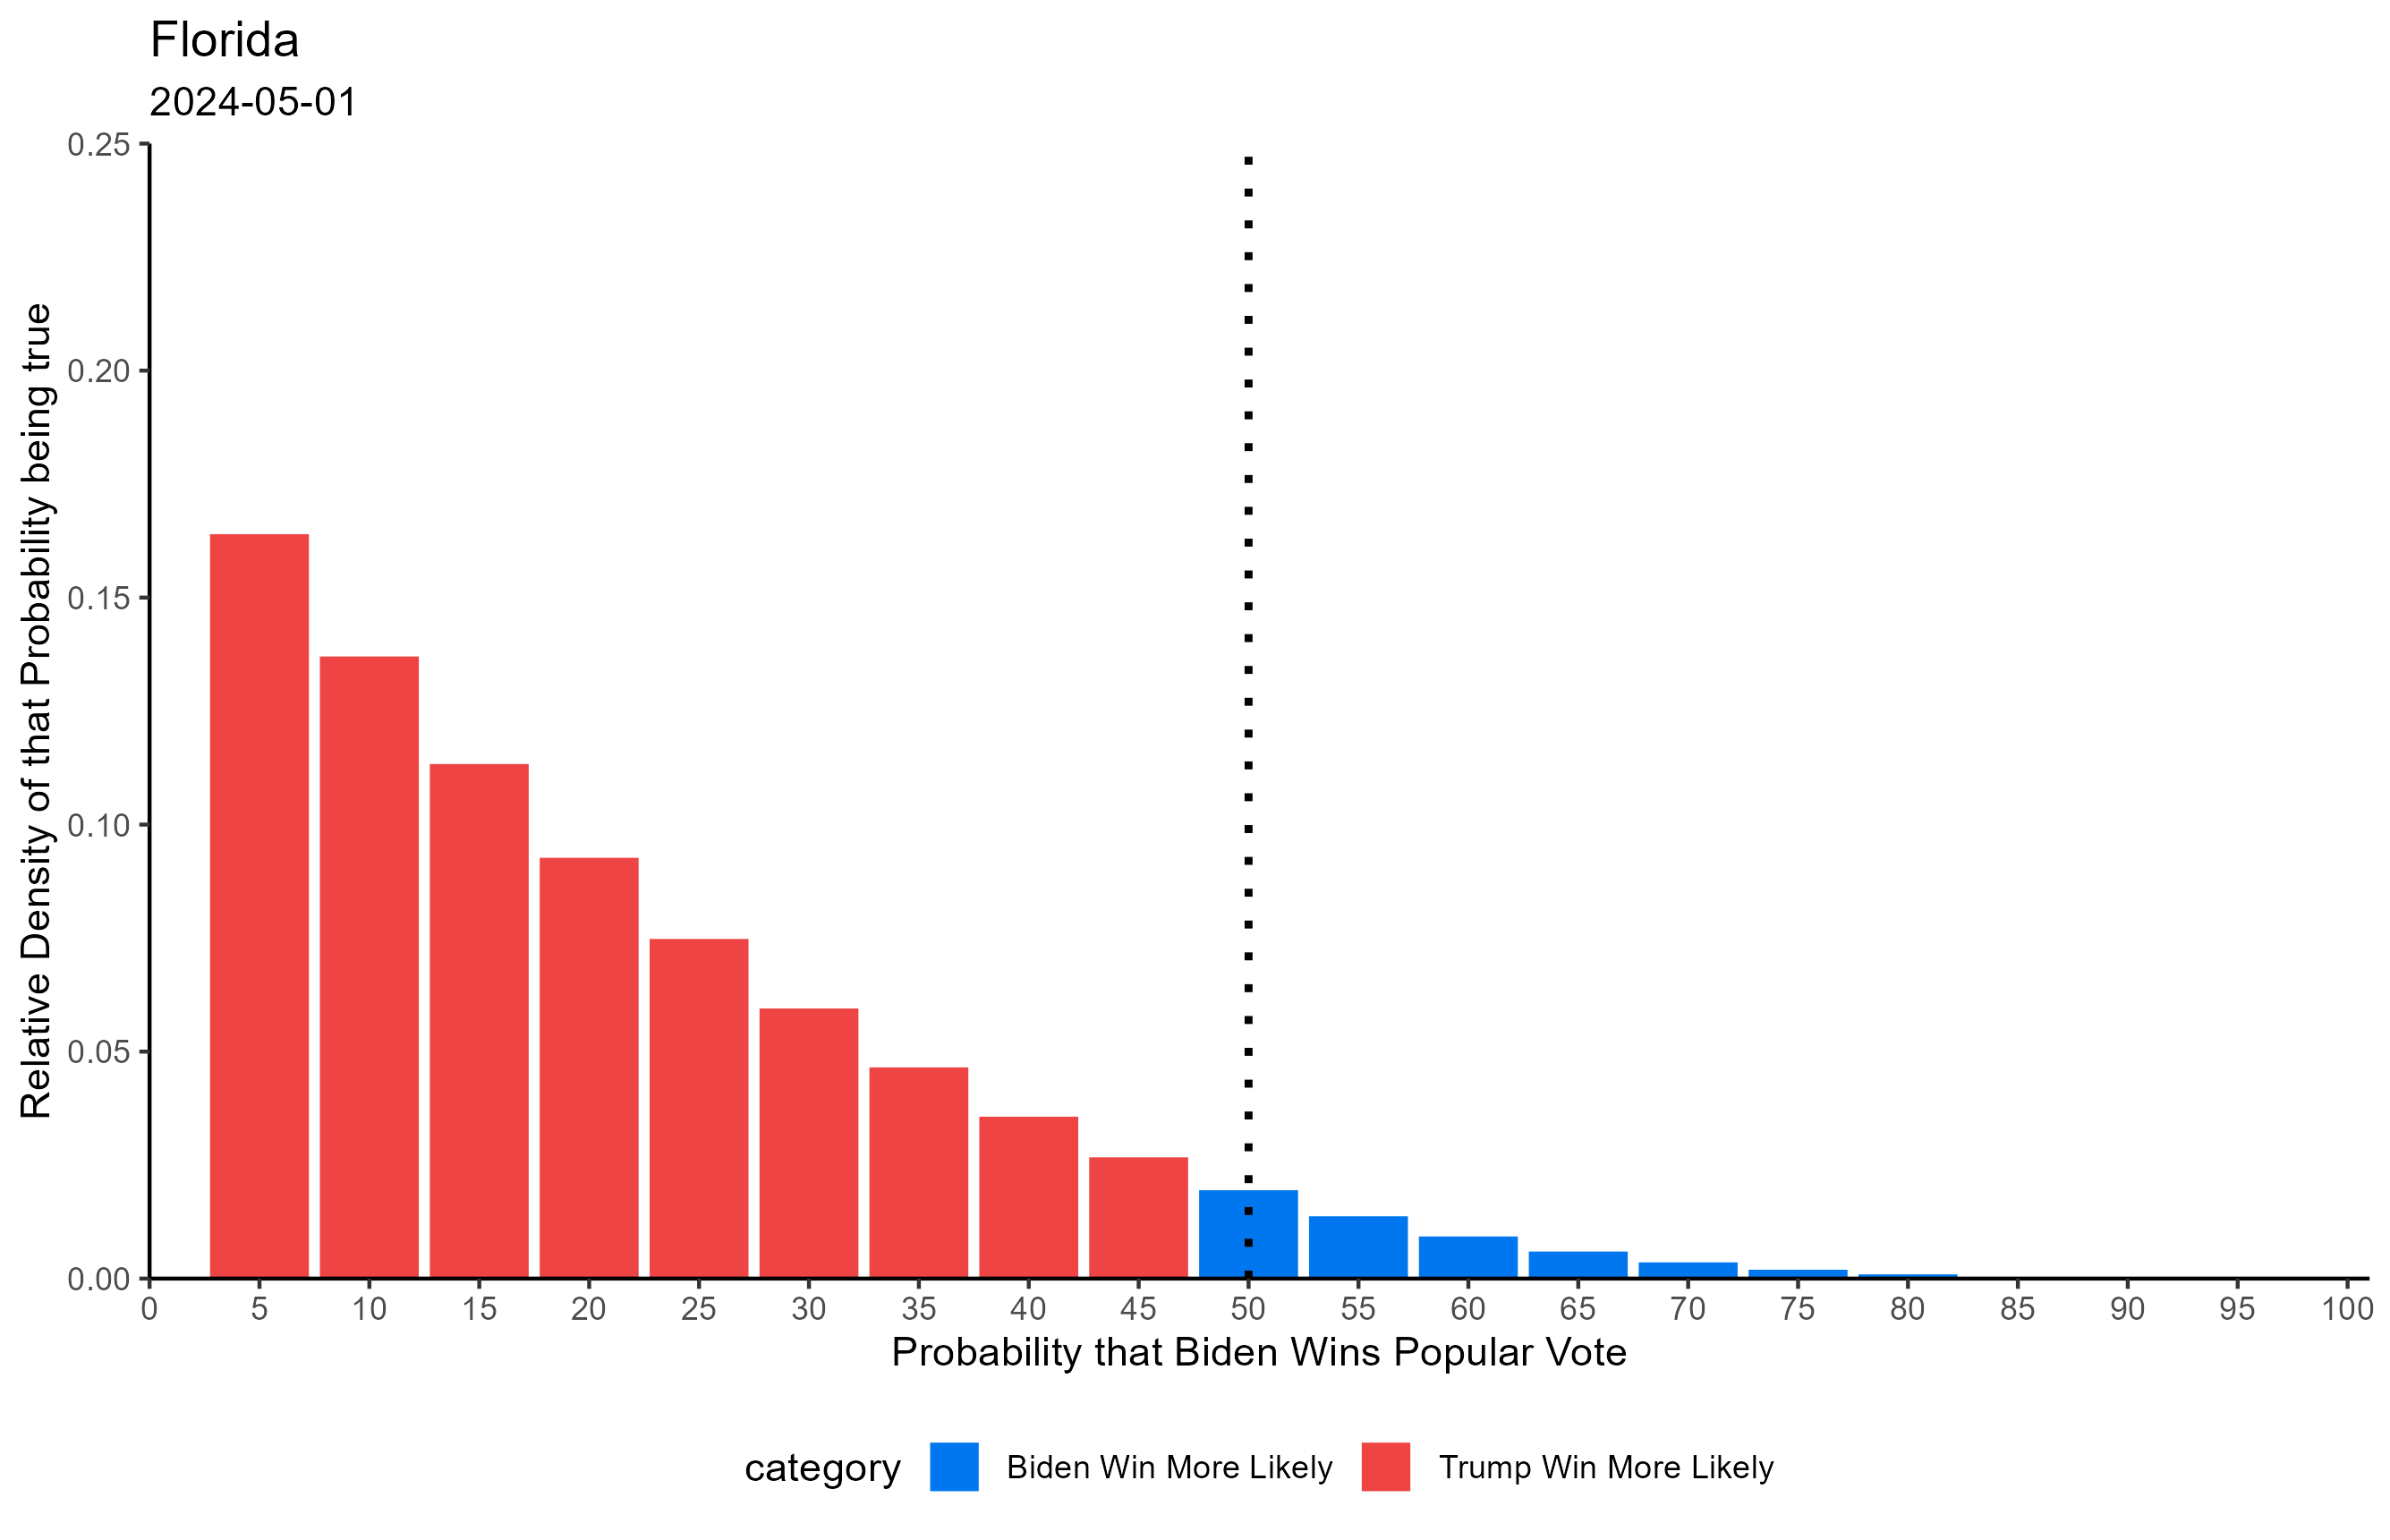 Florida
2024-05-01
Relative Density of that Probability being true
0.25
0.20
0.15
0.10
0.05
0.00
0 5 10 15 20 25 30 35 40 45 50 55 60 65 70 75 80 85 90 95 100
Probability that Biden Wins Popular Vote
category Biden Win More Likely Trump Win More Likely